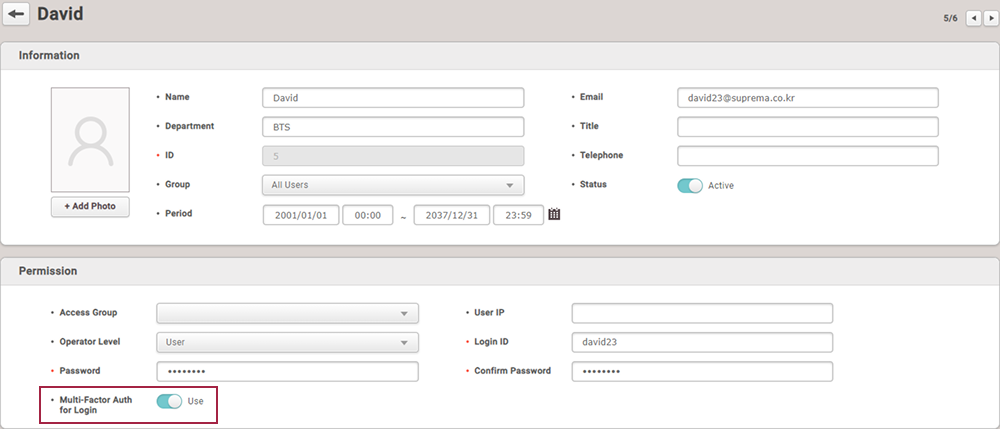 David
5/6
Information
Name David
Email david23@suprema.co.kr
Department BTS
Title
ID 5
Telephone
Group All Users
Status Active
+ Add Photo
Period 2001/01/01 00:00 ~ 2037/12/31 23:59
Permission
Access Group
User IP
Operator Level User
Login ID david23
Password ••••••••
Confirm Password ••••••••
Multi-Factor Auth
for Login
Use